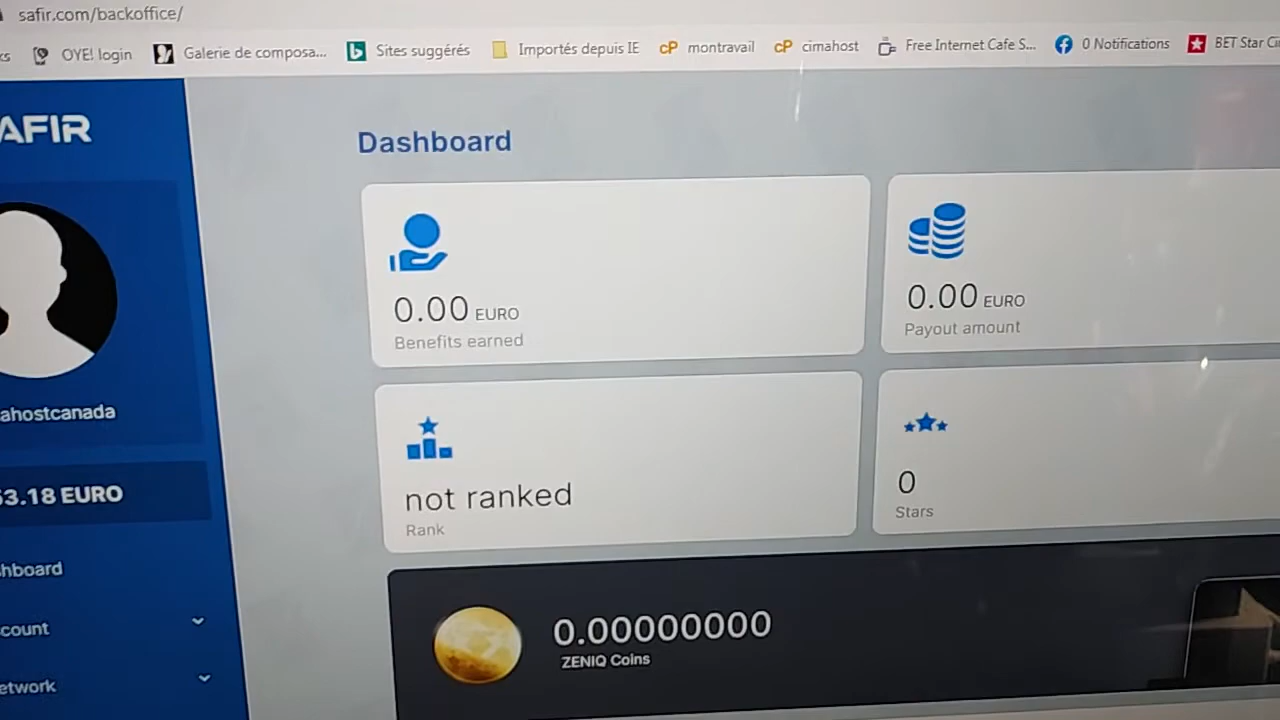 safir.com/backoffice/
OYE! login
Galerie de composa...
Sites suggérés
Importés depuis IE
montravail
cimahost
Free Internet Cafe S...
0 Notifications
BET Star
AFIR
ahostcanada
3.18 EURO
hboard
count
etwork
Dashboard
0.00 EURO
Benefits earned
0.00 EURO
Payout amount
not ranked
Rank
0
Stars
0.00000000
ZENIQ Coins